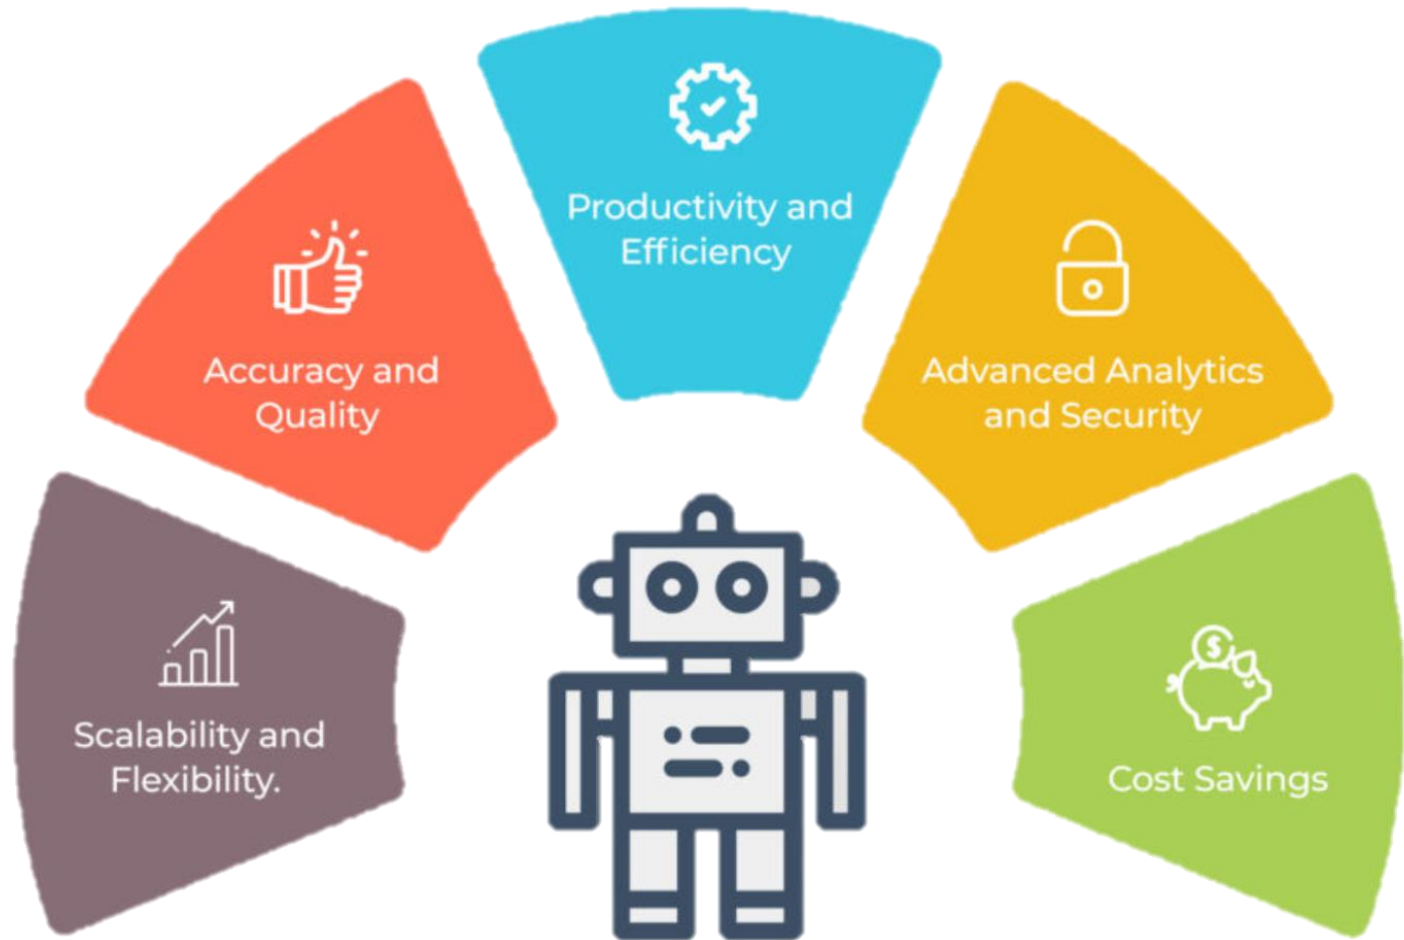 Productivity and
Efficiency
Accuracy and
Quality
Advanced Analytics
and Security
Scalability and
Flexibility.
$
Cost Savings